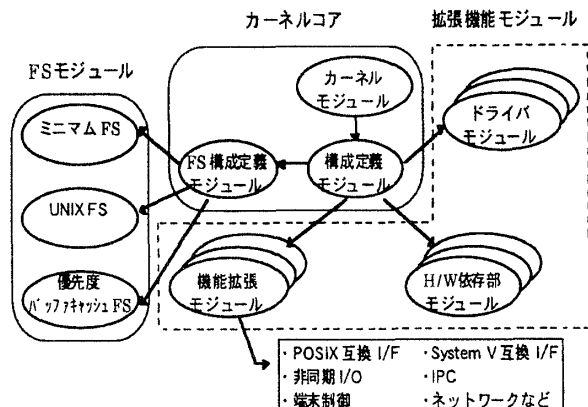 カーネルコア
拡張機能モジュール
FSモジュール
カーネル
モジュール
ドライバ
モジュール
ミニマムFS
FS構成定義
モジュール
構成定義
モジュール
UNIX FS
優先度
バッファキャッシュFS
機能拡張
モジュール
H/W依存部
モジュール
・POSIX互換 I/F
・System V互換 I/F
・非同期I/O
・IPC
・端末制御
・ネットワークなど